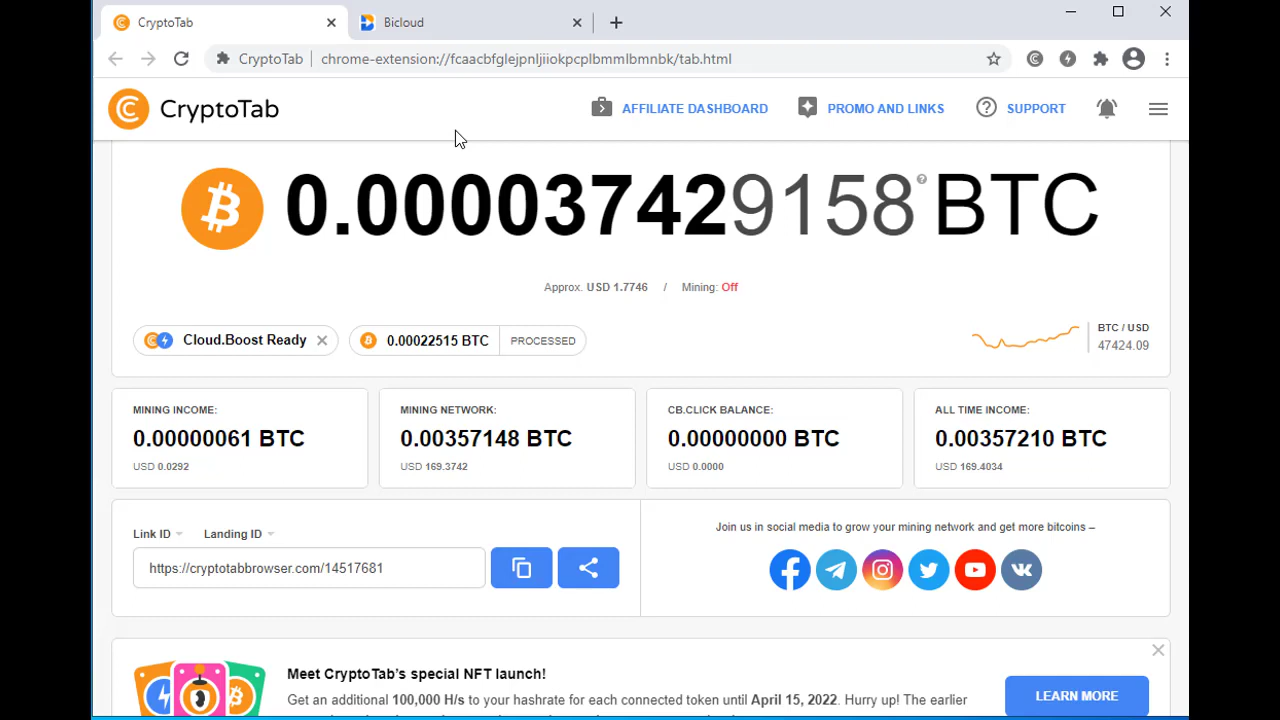 CryptoTab
Bicloud
CryptoTab | chrome-extension://fcaacbfglejpnljiiokpcplbmmlbmnbk/tab.html
CryptoTab
AFFILIATE DASHBOARD
PROMO AND LINKS
SUPPORT
0.000037429158 BTC
Approx. USD 1.7746 / Mining: Off
Cloud.Boost Ready
0.00022515 BTC
PROCESSED
BTC / USD
47424.09
MINING INCOME:
0.00000061 BTC
USD 0.0292
MINING NETWORK:
0.00357148 BTC
USD 169.3742
CB.CLICK BALANCE:
0.00000000 BTC
USD 0.0000
ALL TIME INCOME:
0.00357210 BTC
USD 169.4034
Link ID
Landing ID
https://cryptotabbrowser.com/14517681
Join us in social media to grow your mining network and get more bitcoins –
Meet CryptoTab's special NFT launch!
Get an additional 100,000 H/s to your hashrate for each connected token until April 15, 2022. Hurry up! The earlier
LEARN MORE